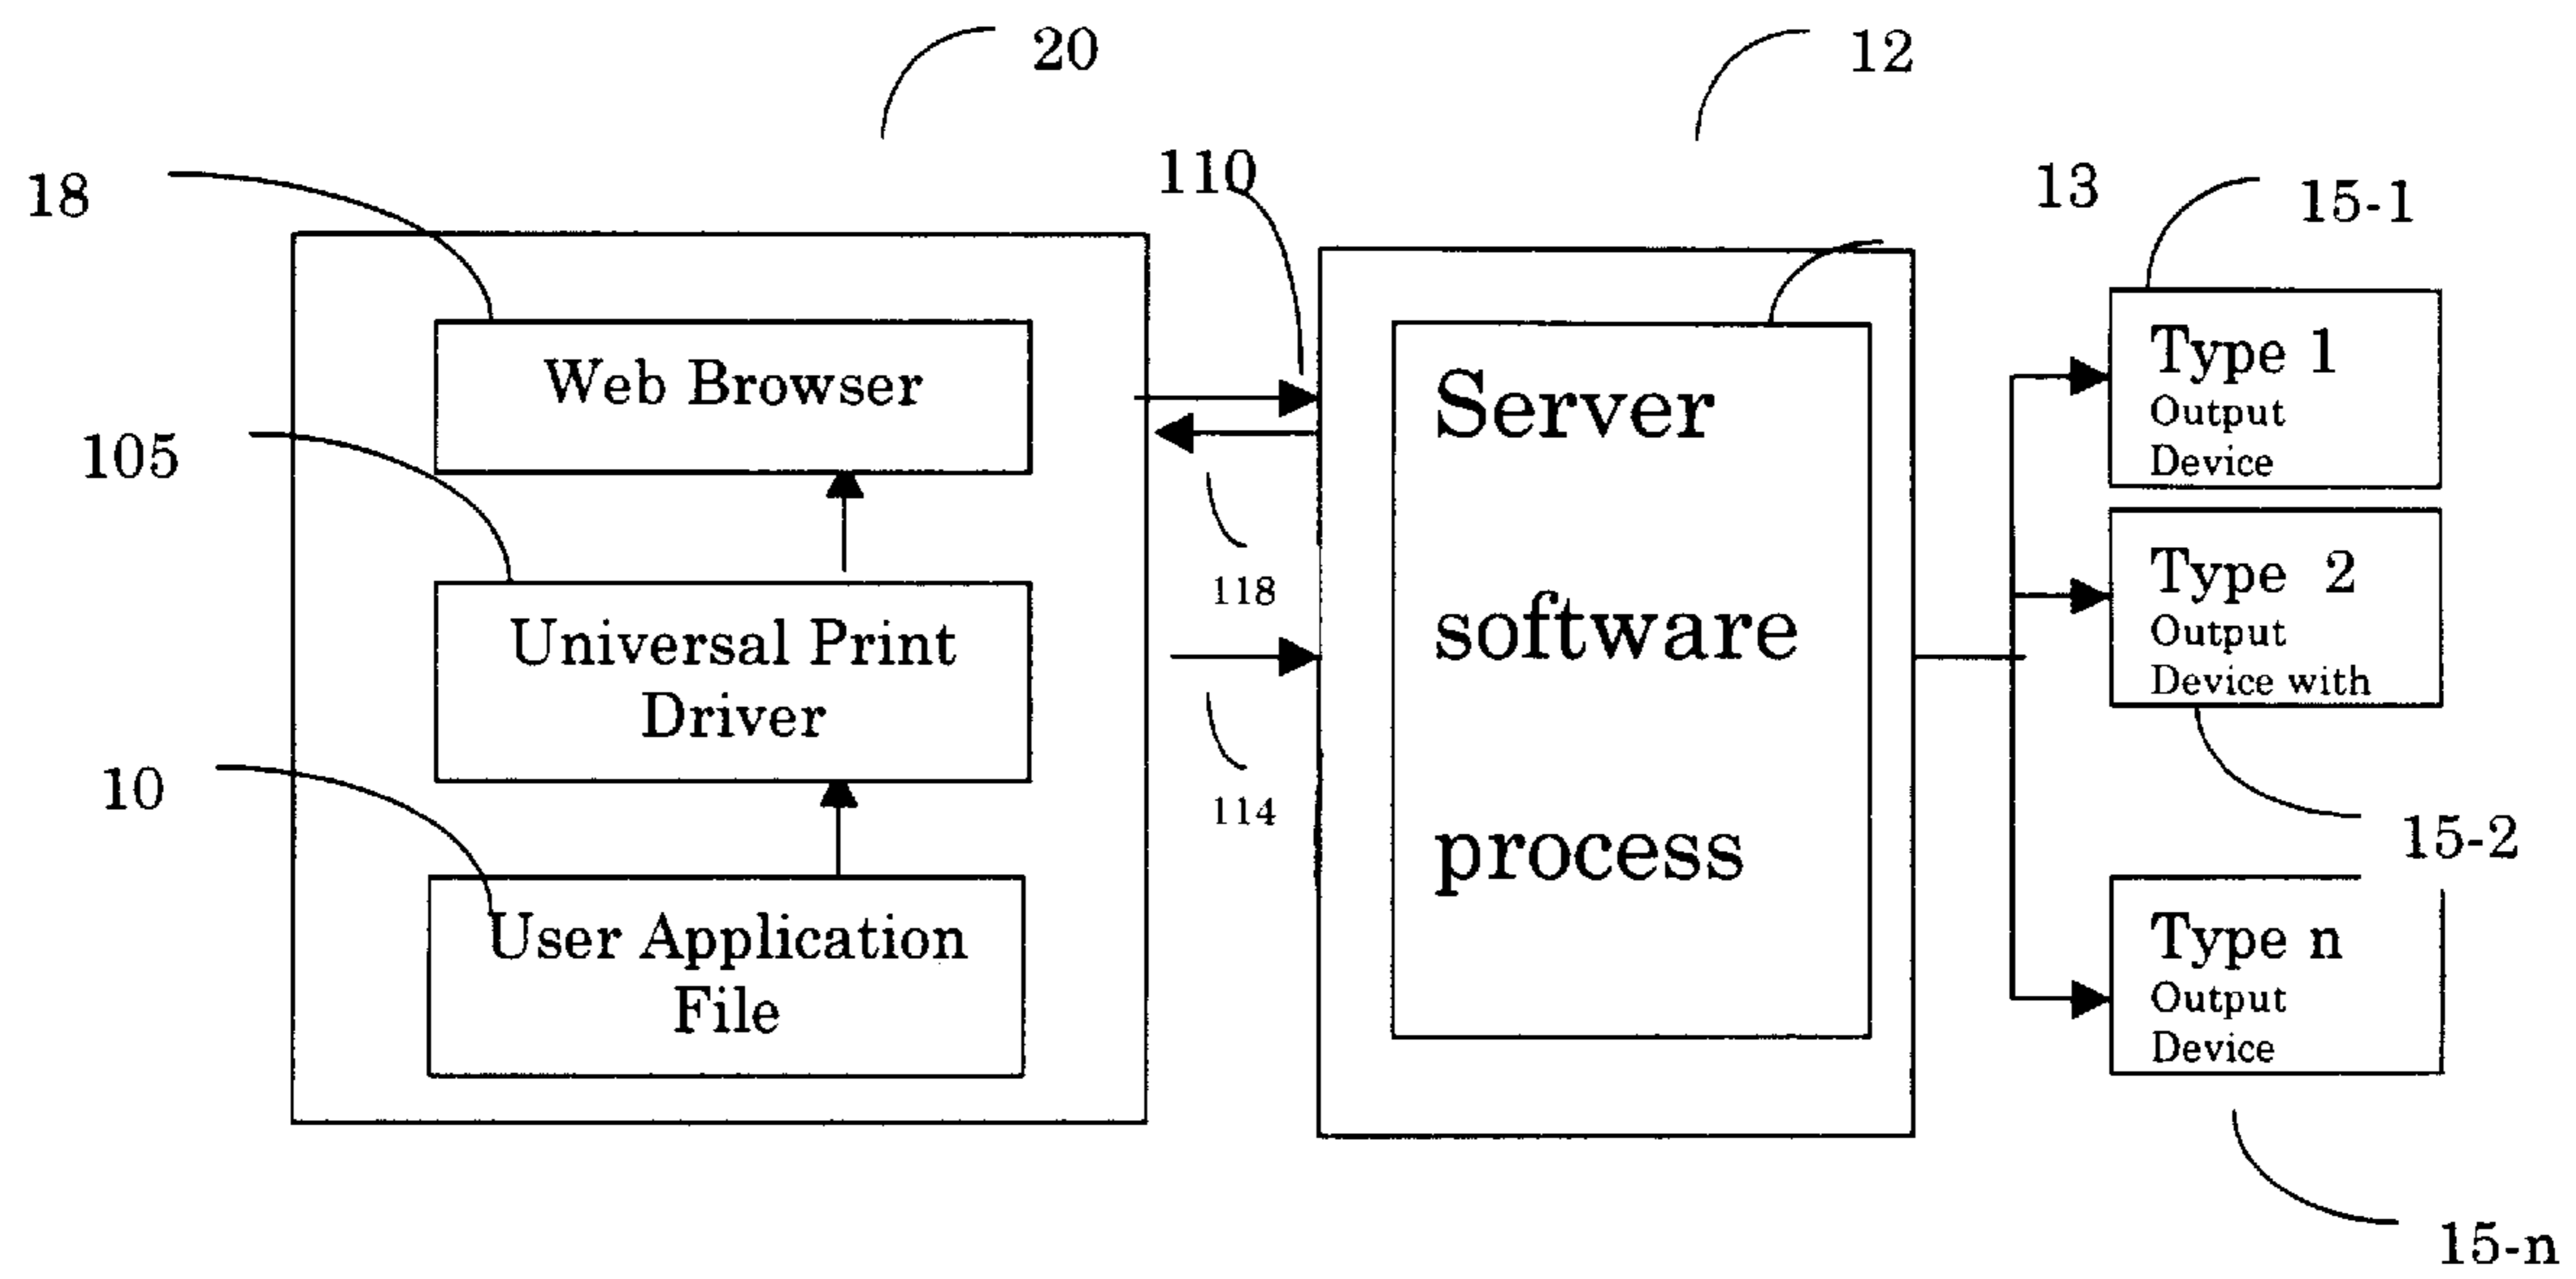 20
12
110
18
13
15-1
Web Browser
105
118
Universal Print
Driver
114
10
User Application
File
Server
software
process
Type 1
Output
Device
Type 2
Output
Device with
15-2
Type n
Output
Device
15-n